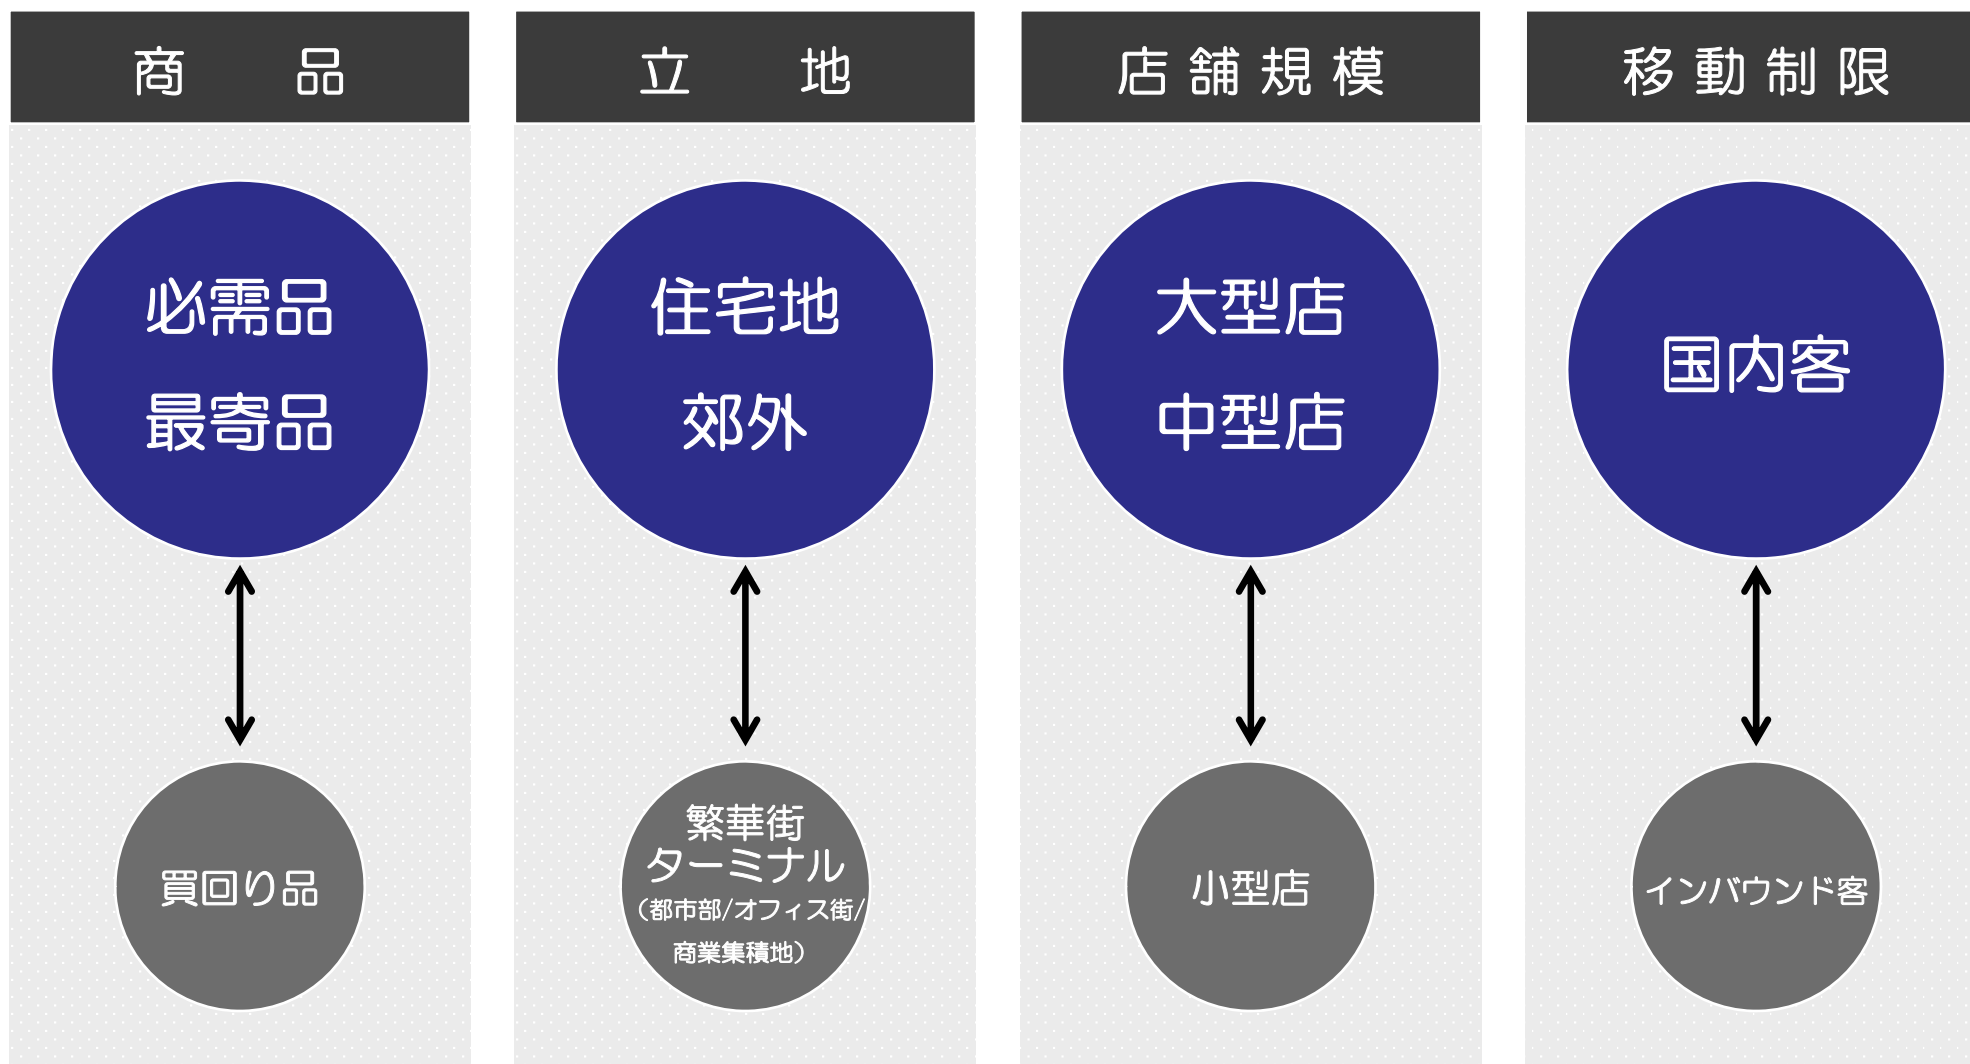 商品
必需品
最寄品
買回り品
立地
住宅地
郊外
繁華街
ターミナル
（都市部/オフィス街/
商業集積地）
店舗規模
大型店
中型店
小型店
移動制限
国内客
インバウンド客